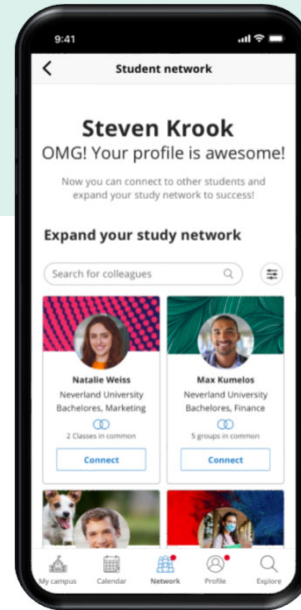 9:41
Student network
Steven Krook
OMG! Your profile is awesome!
Now you can connect to other students and
expand your study network to success!
Expand your study network
Search for colleagues
Natalie Weiss
Neverland University
Bachelores, Marketing
2 Classes in common
Connect
Max Kumelos
Neverland University
Bachelores, Finance
5 groups in common
Connect
My campus
Calendar
Network
Profile
Explore